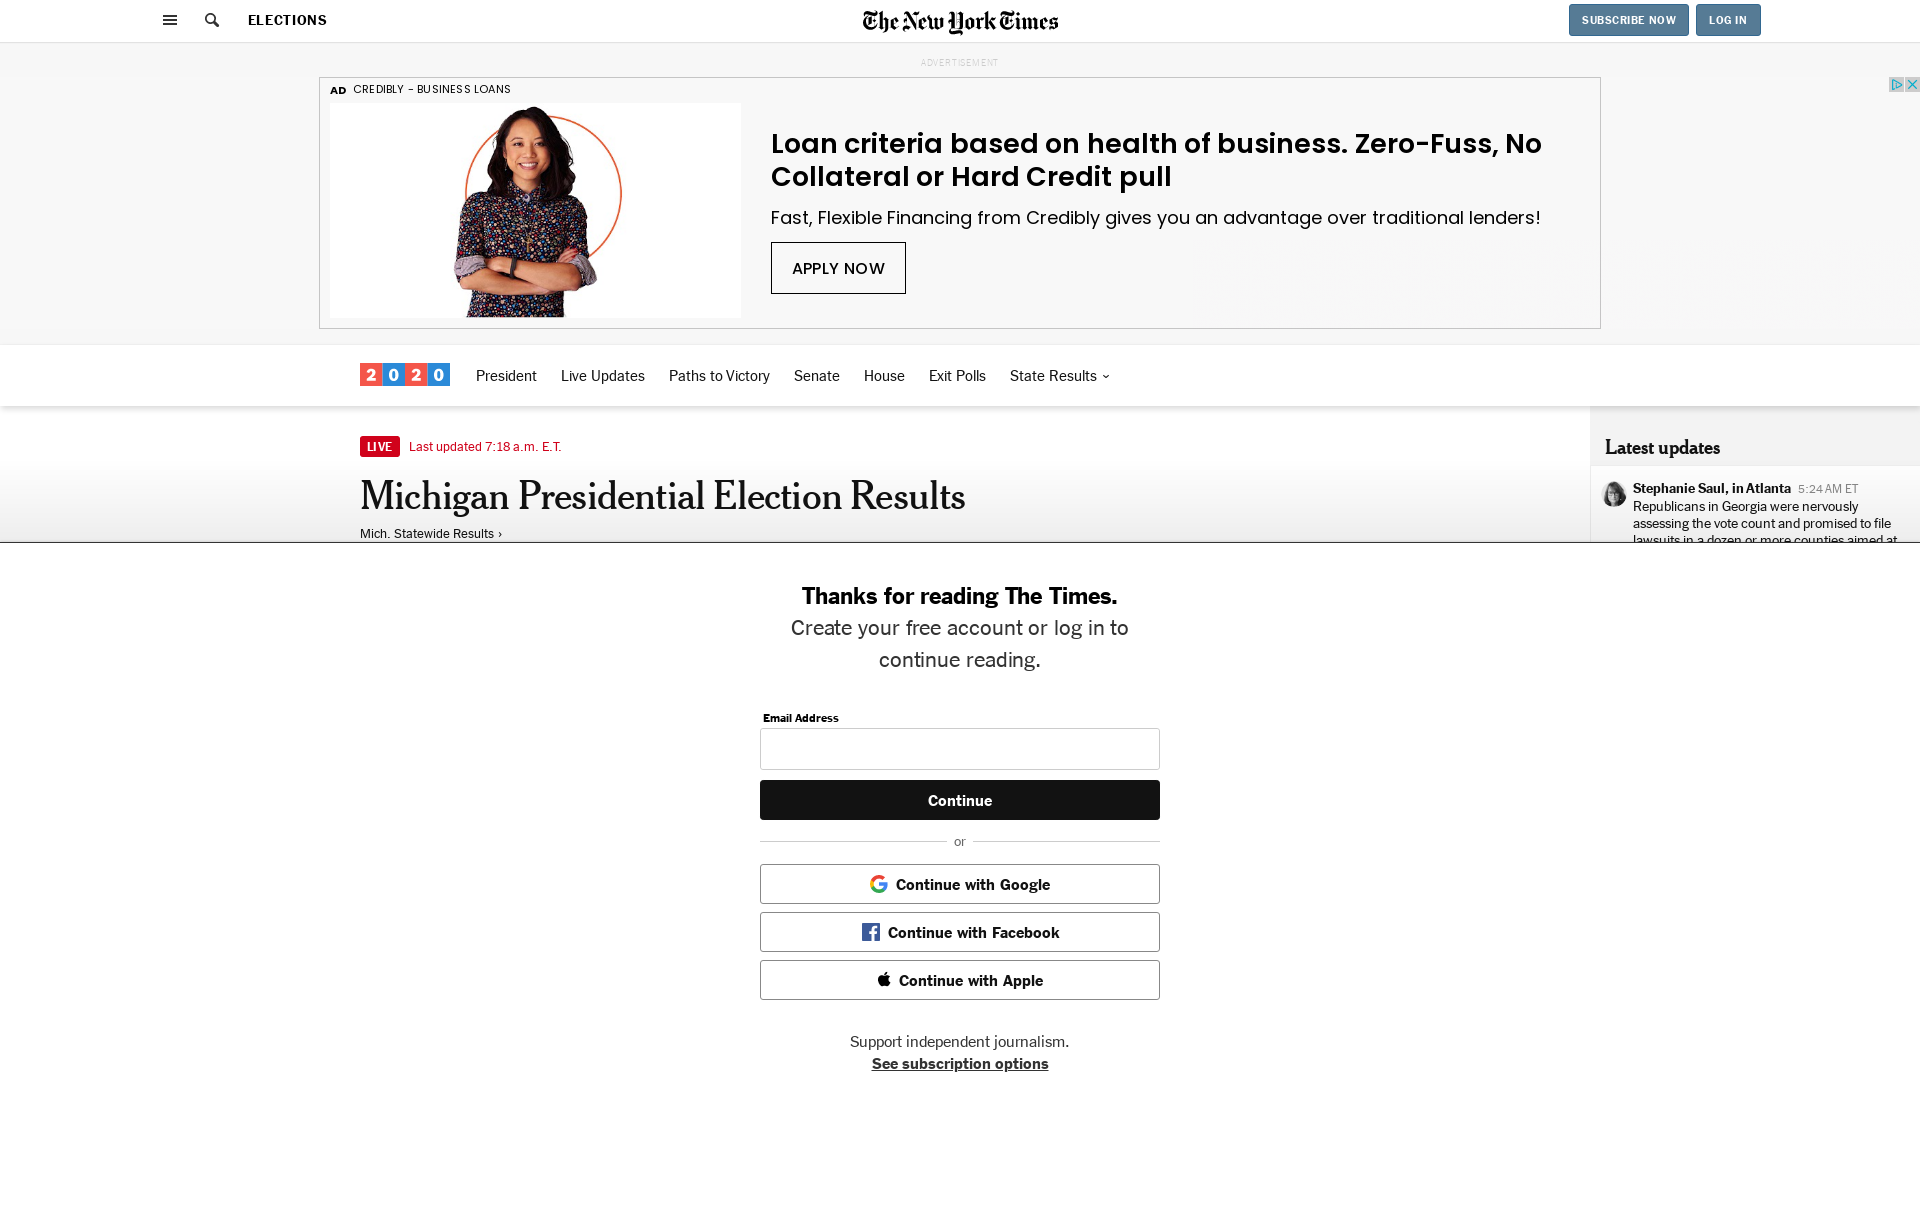 ELECTIONS
The New York Times
SUBSCRIBE NOW
LOG IN
ADVERTISEMENT
AD CREDIBLY - BUSINESS LOANS
Loan criteria based on health of business. Zero-Fuss, No
Collateral or Hard Credit pull
Fast, Flexible Financing from Credibly gives you an advantage over traditional lenders!
APPLY NOW
2020
President
Live Updates
Paths to Victory
Senate
House
Exit Polls
State Results
LIVE Last updated 7:18 a.m. E.T.
Michigan Presidential Election Results
Mich. Statewide Results ›
Latest updates
Stephanie Saul, in Atlanta 5:24 AM ET
Republicans in Georgia were nervously
assessing the vote count and promised to file
lawsuits in a dozen or more counties aimed at
Thanks for reading The Times.
Create your free account or log in to
continue reading.
Email Address
Continue
or
Continue with Google
Continue with Facebook
Continue with Apple
Support independent journalism.
See subscription options